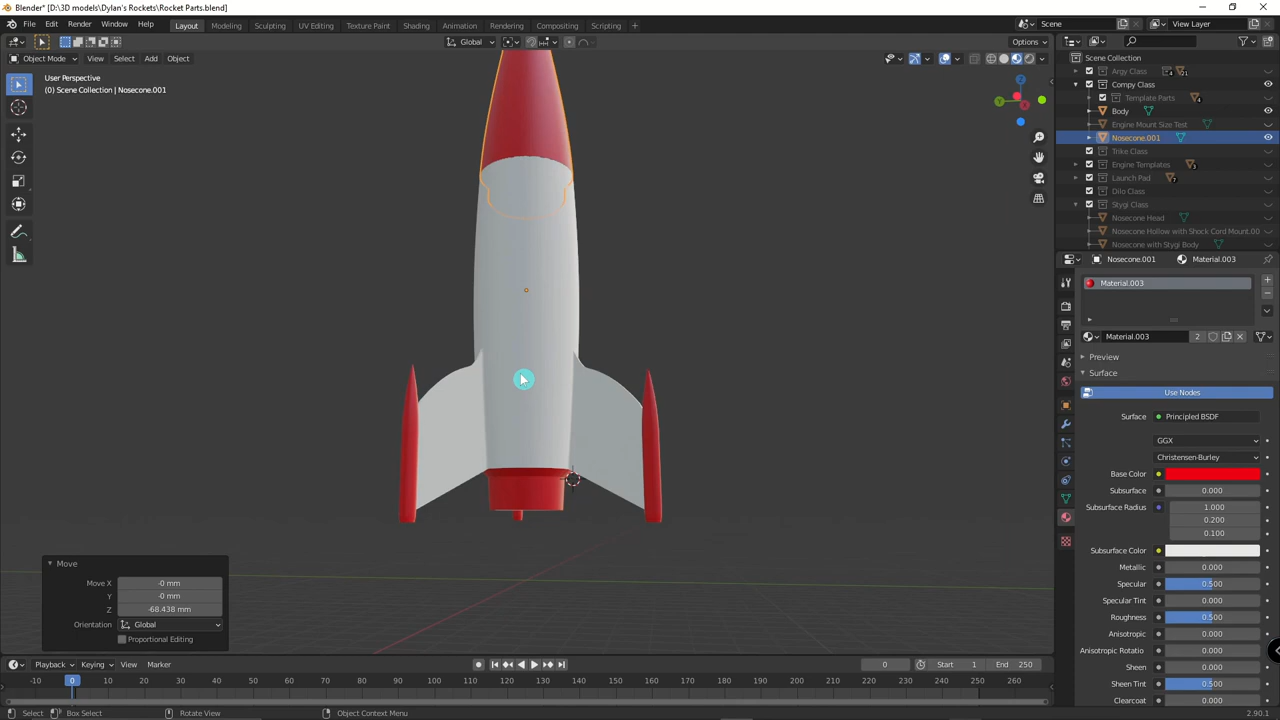 Blender* [D:\3D models\Dylan's Rockets\Rocket Parts.blend]
File Edit Render Window Help Layout Modeling Sculpting UV Editing Texture Paint Shading Animation Rendering Compositing Scripting + Scene View Layer
Global Options
Object Mode View Select Add Object
User Perspective
(0) Scene Collection | Nosecone.001
Z
Y
Scene Collection
Argy Class 4 21
Compy Class
Template Parts 4
Body
Engine Mount Size Test
Nosecone.001
Trike Class
Engine Templates 3
Launch Pad 7
Dilo Class
Stygi Class
Nosecone Head
Nosecone Hollow with Shock Cord Mount.00
Nosecone with Stygi Body
Nosecone.001 Material.003
Material.003
Material.003 2
Preview
Surface
Use Nodes
Surface Principled BSDF
GGX
Christensen-Burley
Base Color
Subsurface 0.000
Subsurface Radius 1.000
0.200
0.100
Subsurface Color
Metallic 0.000
Specular 0.500
Specular Tint 0.000
Roughness 0.500
Anisotropic 0.000
Anisotropic Rotatio 0.000
Sheen 0.000
Sheen Tint 0.500
Clearcoat 0.000
Move
Move X -0 mm
Y -0 mm
Z -68.438 mm
Orientation Global
Proportional Editing
Playback Keying View Marker 0 Start 1 End 250
-10 0 10 20 30 40 50 60 70 80 90 100 110 120 130 140 150 160 170 180 190 200 210 220 230 240 250 260
Select Box Select Rotate View Object Context Menu 2.90.1